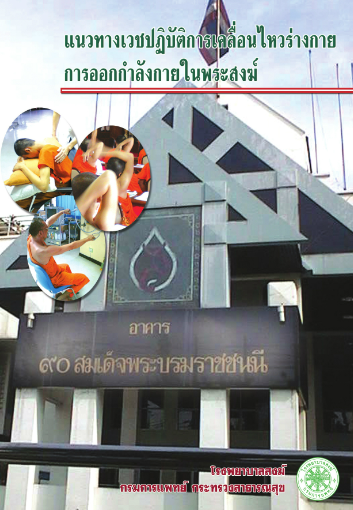 แนวทางเวชปฏิบัติการเคลื่อนไหวร่างกาย
การออกกำลังกายในพระสงฆ์
อาคาร
๙๐ สมเด็จพระบรมราชชนนี
โรงพยาบาลสงฆ์
กรมการแพทย์ กระทรวงสาธารณสุข